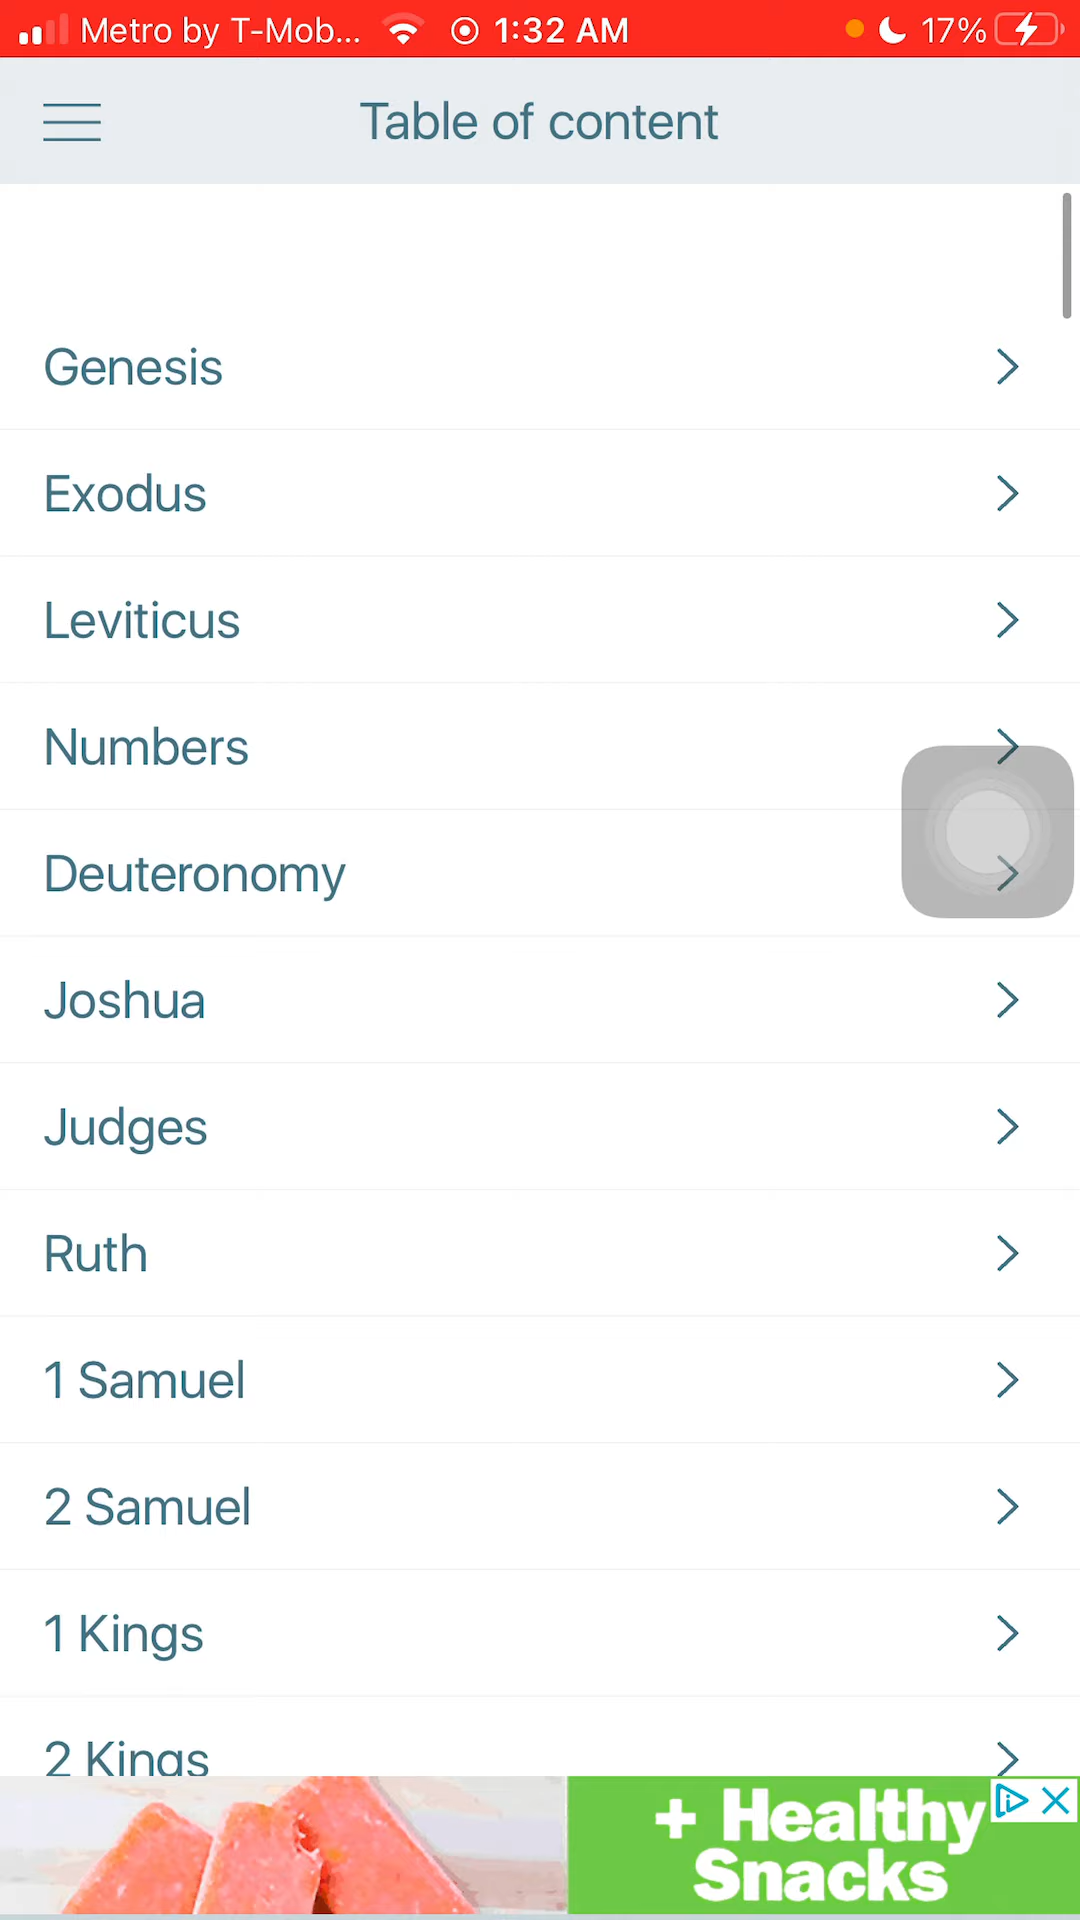 Metro by T-Mob... 1:32 AM 17%
Table of content
Genesis
Exodus
Leviticus
Numbers
Deuteronomy
Joshua
Judges
Ruth
1 Samuel
2 Samuel
1 Kings
2 Kings
+ Healthy
Snacks